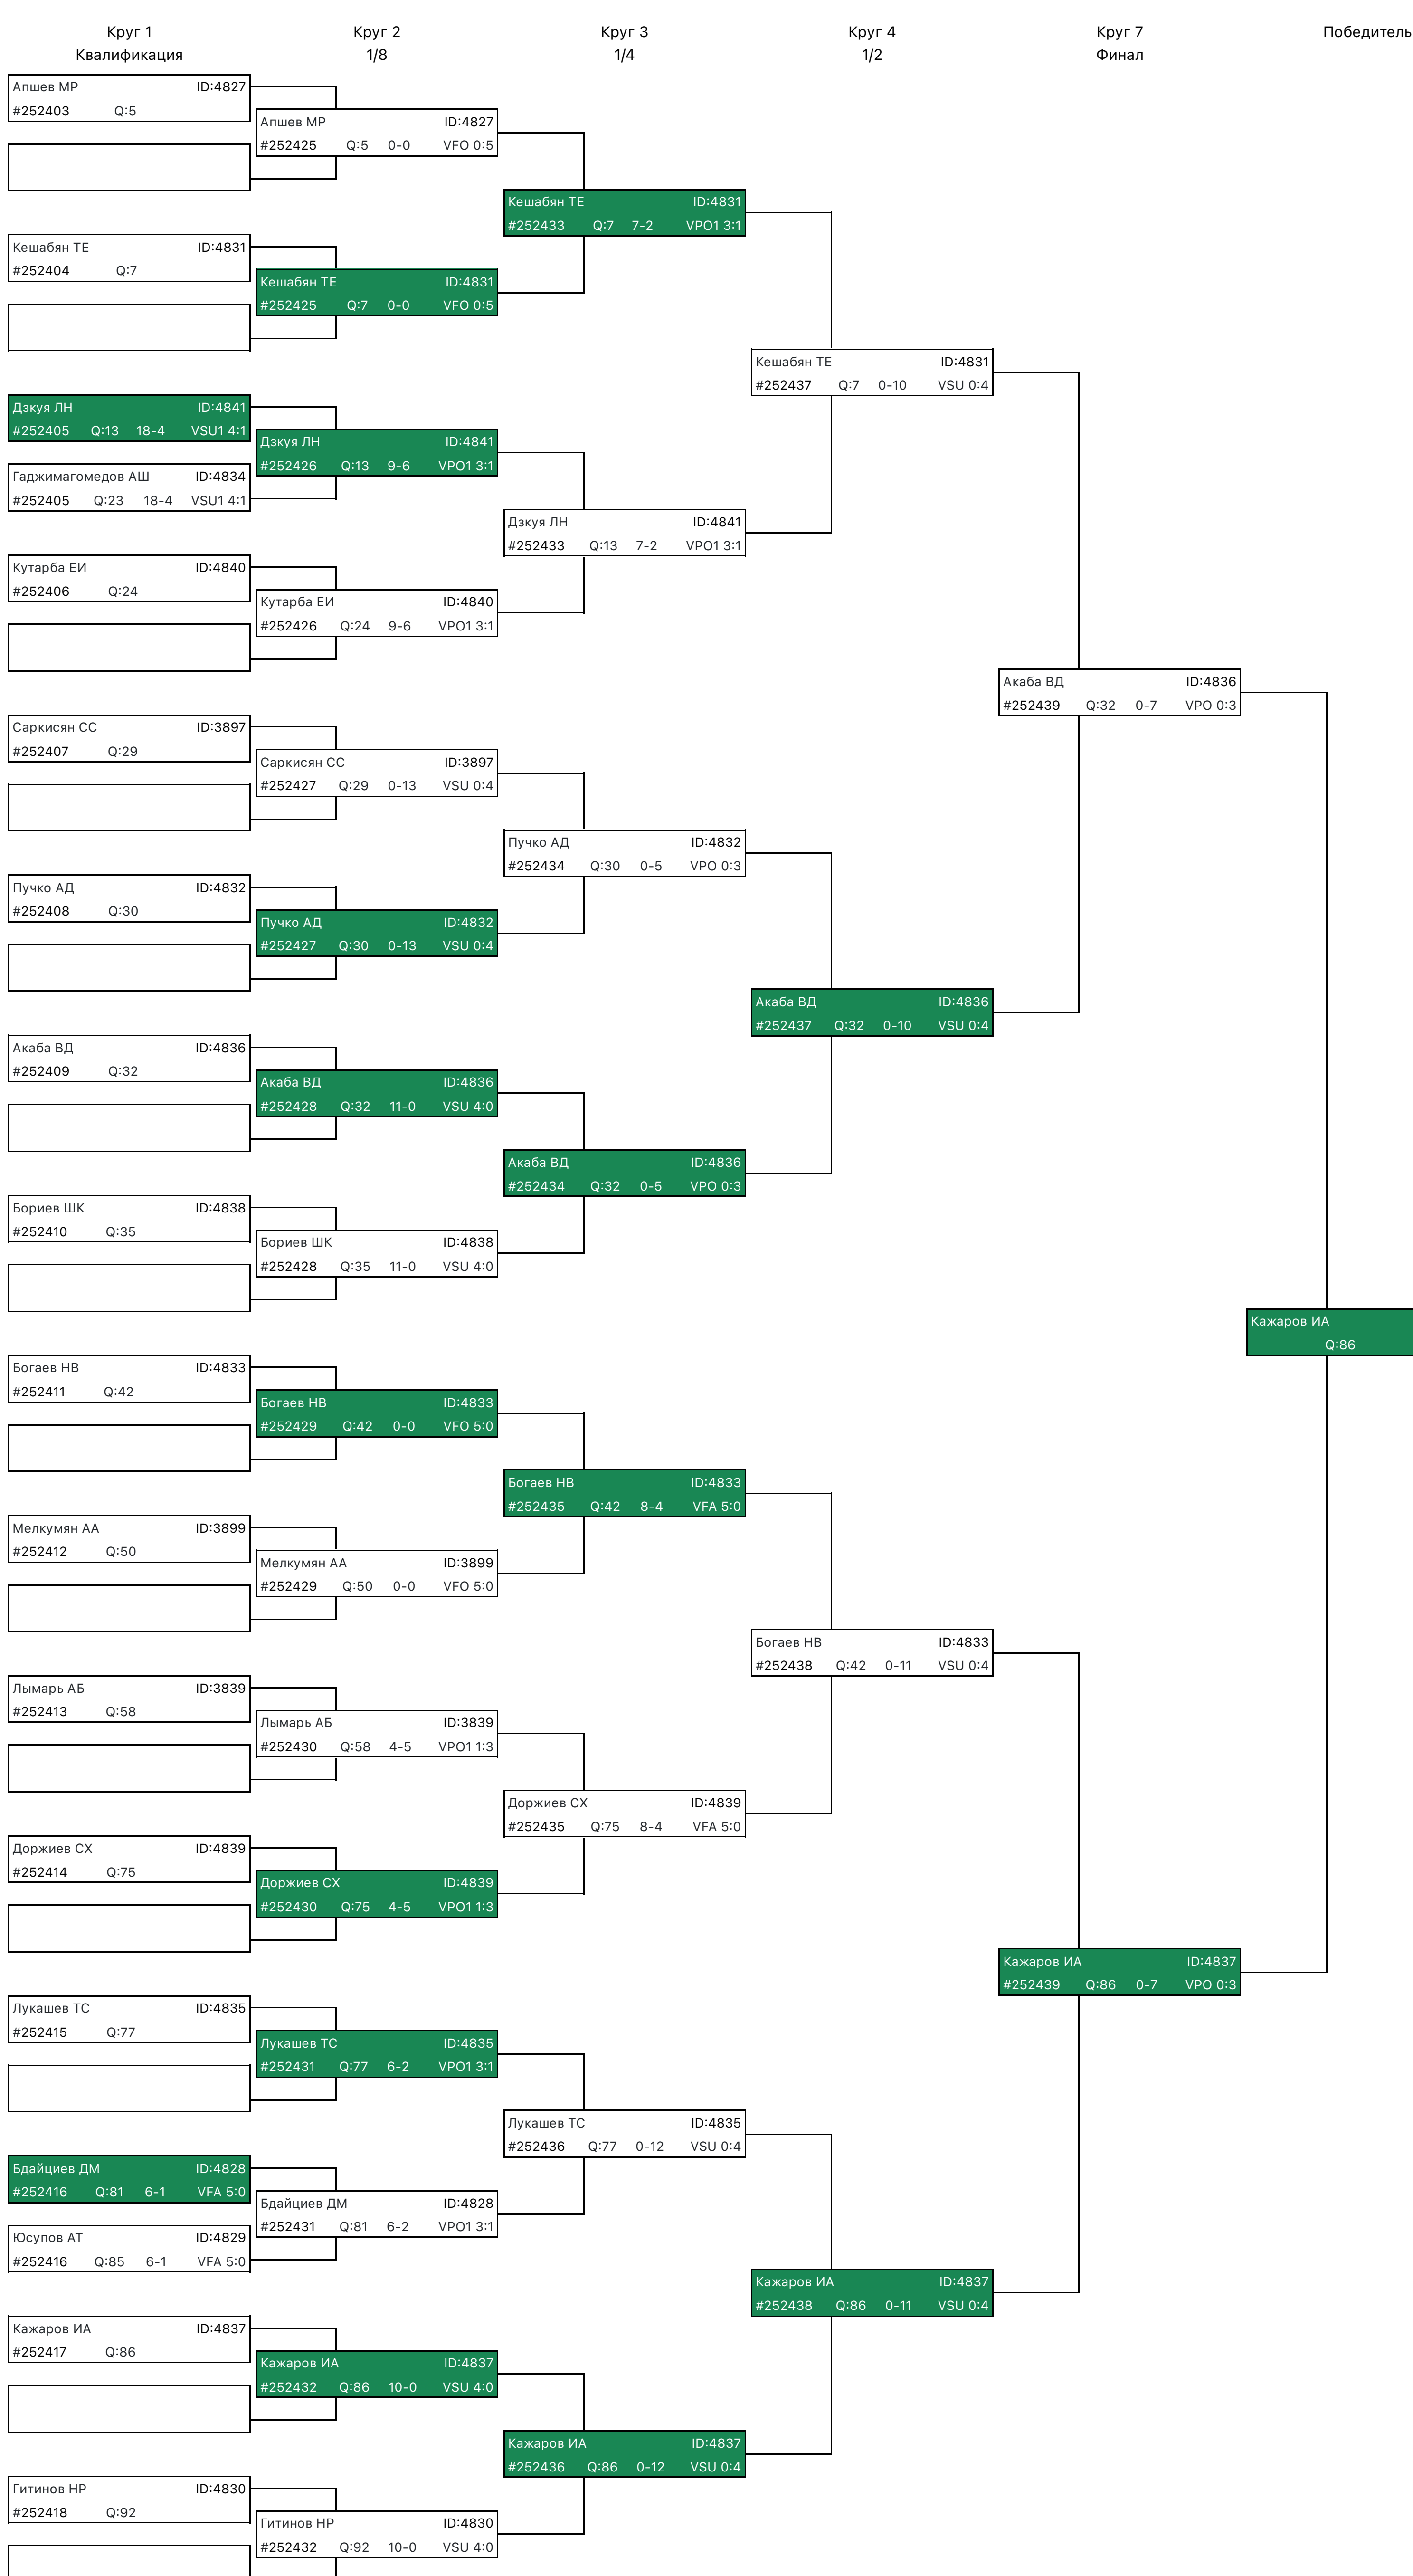 Круг 1 Круг 2 Круг 3 Круг 4 Круг 7 Победитель
Квалификация 1/8 1/4 1/2 Финал
Апшев МР ID:4827
#252403 Q:5
Апшев МР ID:4827
#252425 Q:5 0-0 VFO 0:5
Кешабян ТЕ ID:4831
#252433 Q:7 7-2 VPO1 3:1
Кешабян ТЕ ID:4831
#252404 Q:7
Кешабян ТЕ ID:4831
#252425 Q:7 0-0 VFO 0:5
Кешабян ТЕ ID:4831
#252437 Q:7 0-10 VSU 0:4
Дзкуя ЛН ID:4841
#252405 Q:13 18-4 VSU1 4:1
Дзкуя ЛН ID:4841
#252426 Q:13 9-6 VPO1 3:1
Гаджимагомедов АШ ID:4834
#252405 Q:23 18-4 VSU1 4:1
Дзкуя ЛН ID:4841
#252433 Q:13 7-2 VPO1 3:1
Кутарба ЕИ ID:4840
#252406 Q:24
Кутарба ЕИ ID:4840
#252426 Q:24 9-6 VPO1 3:1
Акаба ВД ID:4836
#252439 Q:32 0-7 VPO 0:3
Саркисян СС ID:3897
#252407 Q:29
Саркисян СС ID:3897
#252427 Q:29 0-13 VSU 0:4
Пучко АД ID:4832
#252434 Q:30 0-5 VPO 0:3
Пучко АД ID:4832
#252408 Q:30
Пучко АД ID:4832
#252427 Q:30 0-13 VSU 0:4
Акаба ВД ID:4836
#252437 Q:32 0-10 VSU 0:4
Акаба ВД ID:4836
#252409 Q:32
Акаба ВД ID:4836
#252428 Q:32 11-0 VSU 4:0
Акаба ВД ID:4836
#252434 Q:32 0-5 VPO 0:3
Бориев ШК ID:4838
#252410 Q:35
Бориев ШК ID:4838
#252428 Q:35 11-0 VSU 4:0
Кажаров ИА
Q:86
Богаев НВ ID:4833
#252411 Q:42
Богаев НВ ID:4833
#252429 Q:42 0-0 VFO 5:0
Богаев НВ ID:4833
#252435 Q:42 8-4 VFA 5:0
Мелкумян АА ID:3899
#252412 Q:50
Мелкумян АА ID:3899
#252429 Q:50 0-0 VFO 5:0
Богаев НВ ID:4833
#252438 Q:42 0-11 VSU 0:4
Лымарь АБ ID:3839
#252413 Q:58
Лымарь АБ ID:3839
#252430 Q:58 4-5 VPO1 1:3
Доржиев СХ ID:4839
#252435 Q:75 8-4 VFA 5:0
Доржиев СХ ID:4839
#252414 Q:75
Доржиев СХ ID:4839
#252430 Q:75 4-5 VPO1 1:3
Кажаров ИА ID:4837
#252439 Q:86 0-7 VPO 0:3
Лукашев ТС ID:4835
#252415 Q:77
Лукашев ТС ID:4835
#252431 Q:77 6-2 VPO1 3:1
Лукашев ТС ID:4835
#252436 Q:77 0-12 VSU 0:4
Бдайциев ДМ ID:4828
#252416 Q:81 6-1 VFA 5:0
Бдайциев ДМ ID:4828
#252431 Q:81 6-2 VPO1 3:1
Юсупов АТ ID:4829
#252416 Q:85 6-1 VFA 5:0
Кажаров ИА ID:4837
#252438 Q:86 0-11 VSU 0:4
Кажаров ИА ID:4837
#252417 Q:86
Кажаров ИА ID:4837
#252432 Q:86 10-0 VSU 4:0
Кажаров ИА ID:4837
#252436 Q:86 0-12 VSU 0:4
Гитинов НР ID:4830
#252418 Q:92
Гитинов НР ID:4830
#252432 Q:92 10-0 VSU 4:0